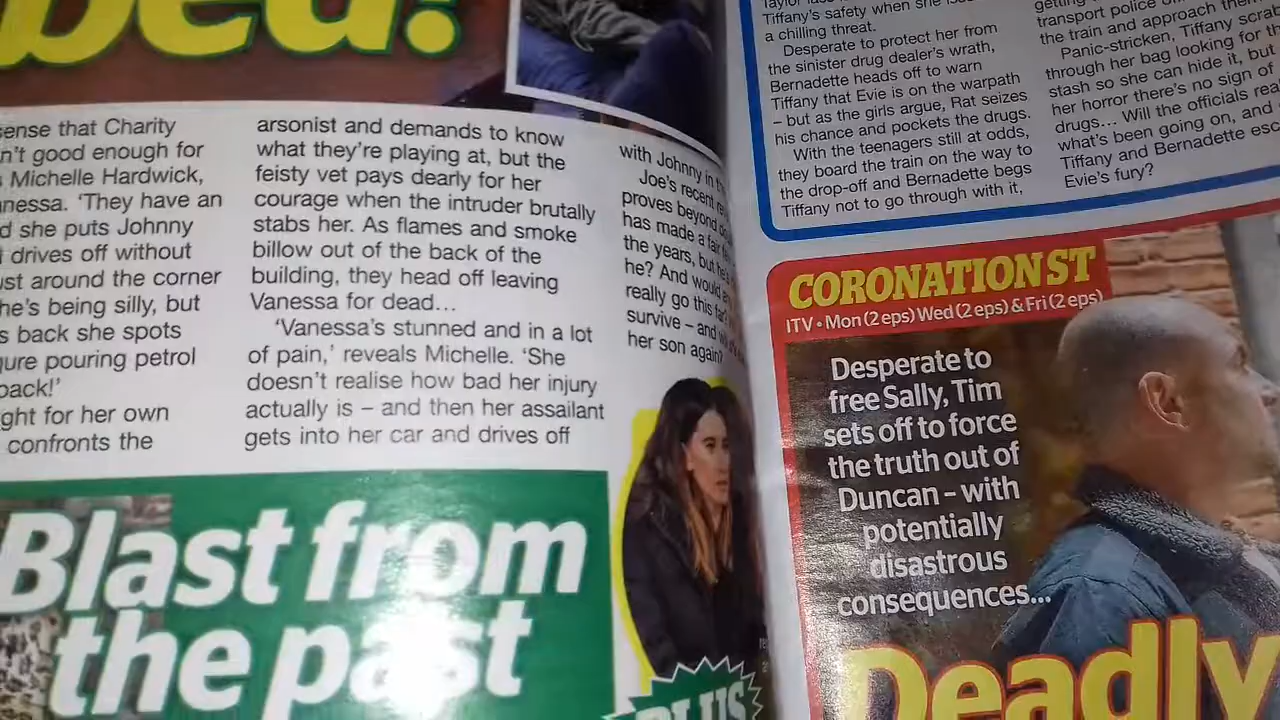 bed!
sense that Charity
n't good enough for
Michelle Hardwick,
nessa. 'They have an
d she puts Johnny
drives off without
ust around the corner
he's being silly, but
s back she spots
gure pouring petrol
back!'
ght for her own
confronts the
arsonist and demands to know
what they're playing at, but the
feisty vet pays dearly for her
courage when the intruder brutally
stabs her. As flames and smoke
billow out of the back of the
building, they head off leaving
Vanessa for dead...
'Vanessa's stunned and in a lot
of pain,' reveals Michelle. 'She
doesn't realise how bad her injury
actually is – and then her assailant
gets into her car and drives off
with Johnny in
Joe's recent
proves beyond
has made a fair
the years, but he's
he? And would
really go this far
survive – and
her son again?
Blast from
the past
PLUS
Tiffany's safety when she
a chilling threat.
Desperate to protect her from
the sinister drug dealer's wrath,
Bernadette heads off to warn
Tiffany that Evie is on the warpath
– but as the girls argue, Rat seizes
his chance and pockets the drugs.
With the teenagers still at odds,
they board the train on the way to
the drop-off and Bernadette begs
Tiffany not to go through with it,
getting
transport police
the train and approach them
Panic-stricken, Tiffany scrat
through her bag looking for th
stash so she can hide it, but
her horror there's no sign of
drugs... Will the officials rea
what's been going on, and
Tiffany and Bernadette esc
Evie's fury?
CORONATION ST
ITV • Mon (2 eps) Wed (2 eps) & Fri (2 eps)
Desperate to
free Sally, Tim
sets off to force
the truth out of
Duncan – with
potentially
disastrous
consequences...
Deadly